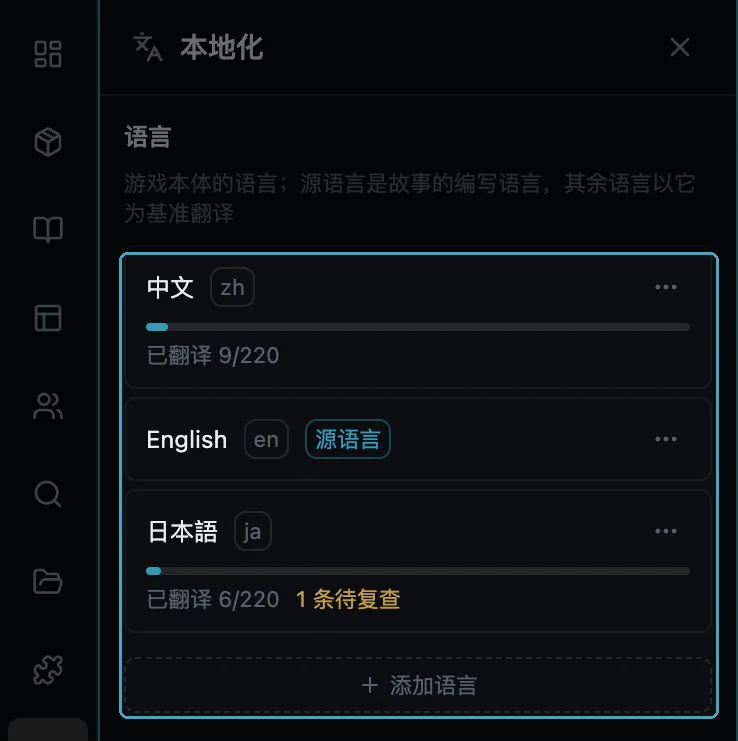 本地化
语言
游戏本体的语言；源语言是故事的编写语言，其余语言以它
为基准翻译
中文 zh
已翻译 9/220
English en 源语言
日本語 ja
已翻译 6/220 1 条待复查
+ 添加语言